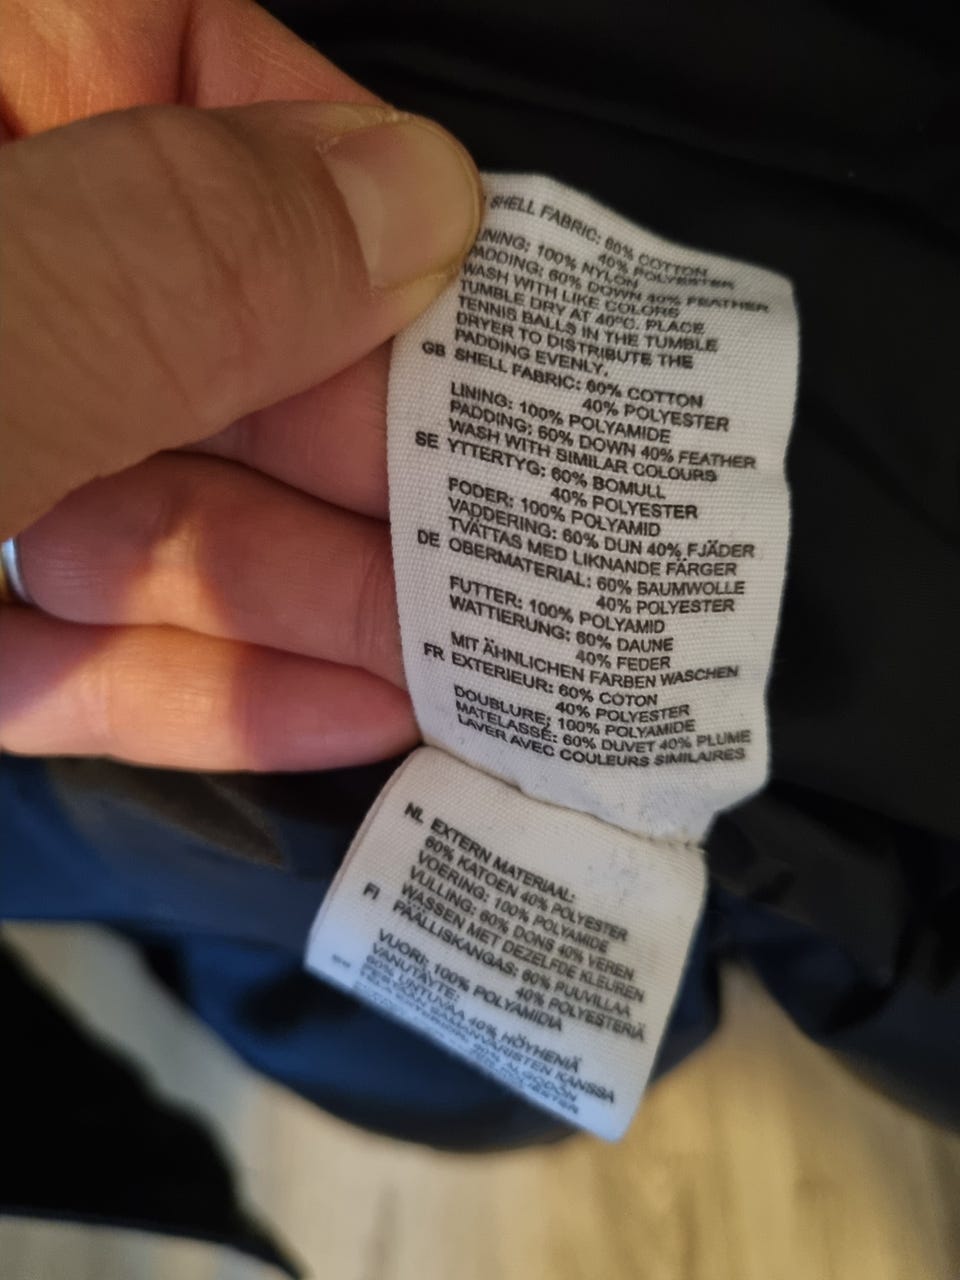 SHELL FABRIC: 60% COTTON
40% POLYESTER
LINING: 100% NYLON
PADDING: 60% DOWN 40% FEATHER
WASH WITH LIKE COLORS
TUMBLE DRY AT 40°C. PLACE
TENNIS BALLS IN THE TUMBLE
DRYER TO DISTRIBUTE THE
PADDING EVENLY.
GB SHELL FABRIC: 60% COTTON
40% POLYESTER
LINING: 100% POLYAMIDE
PADDING: 60% DOWN 40% FEATHER
WASH WITH SIMILAR COLOURS
SE YTTERTYG: 60% BOMULL
40% POLYESTER
FODER: 100% POLYAMID
VADDERING: 60% DUN 40% FJÄDER
TVÄTTAS MED LIKNANDE FÄRGER
DE OBERMATERIAL: 60% BAUMWOLLE
40% POLYESTER
FUTTER: 100% POLYAMID
WATTIERUNG: 60% DAUNE
40% FEDER
MIT ÄHNLICHEN FARBEN WASCHEN
FR EXTERIEUR: 60% COTON
40% POLYESTER
DOUBLURE: 100% POLYAMIDE
MATELASSÉ: 60% DUVET 40% PLUME
LAVER AVEC COULEURS SIMILAIRES
NL EXTERN MATERIAAL:
60% KATOEN 40% POLYESTER
VOERING: 100% POLYAMIDE
VULLING: 60% DONS 40% VEREN
WASSEN MET DEZELFDE KLEUREN
FI PÄÄLLISKANGAS: 60% PUUVILLAA
40% POLYESTERIÄ
VUORI: 100% POLYAMIDIA
VANUTÄYTE:
60% UNTUVAA 40% HÖYHENIÄ
PESTÄÄN SAMANVÄRISTEN KANSSA
60% ALGODÓN
40% POLYESTER